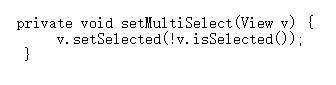 private void setMultiSelect(View v) {
v.setSelected(!v.isSelected());
}